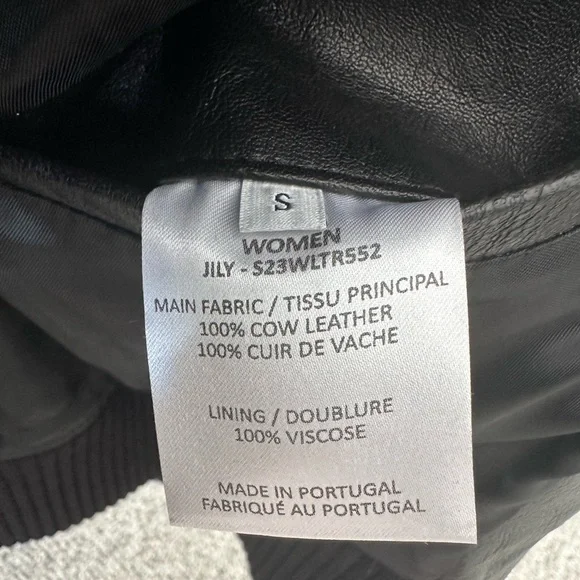 S
WOMEN
JILY - S23WLTR552
MAIN FABRIC / TISSU PRINCIPAL
100% COW LEATHER
100% CUIR DE VACHE
LINING / DOUBLURE
100% VISCOSE
MADE IN PORTUGAL
FABRIQUÉ AU PORTUGAL